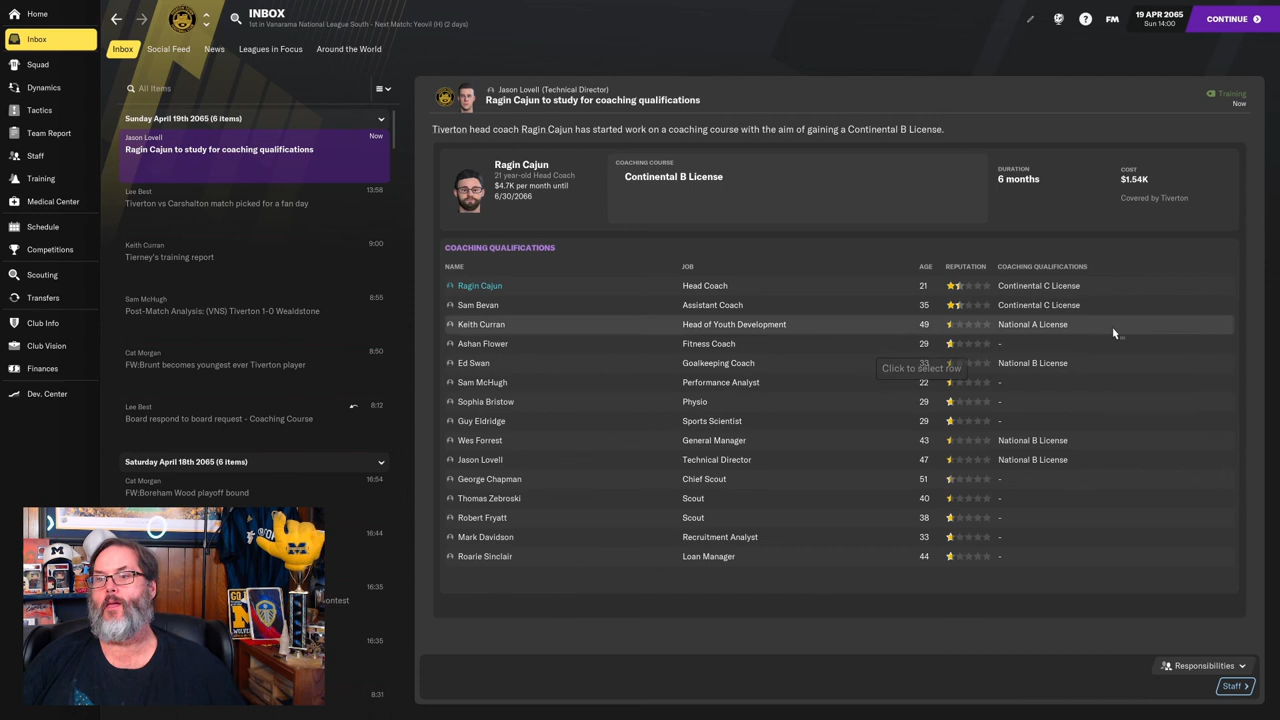 Home
Inbox
Squad
Dynamics
Tactics
Team Report
Staff
Training
Medical Center
Schedule
Competitions
Scouting
Transfers
Club Info
Club Vision
Finances
Dev. Center
INBOX
1st in Vanarama National League South - Next Match: Yeovil (H) (2 days)
FM
19 APR 2065
Sun 14:00
CONTINUE
Inbox
Social Feed
News
Leagues in Focus
Around the World
All Items
Sunday April 19th 2065 (6 items)
Jason Lovell
Now
Ragin Cajun to study for coaching qualifications
Lee Best
13:58
Tiverton vs Carshalton match picked for a fan day
Keith Curran
9:00
Tierney's training report
Sam McHugh
8:55
Post-Match Analysis: (VNS) Tiverton 1-0 Wealdstone
Cat Morgan
8:50
FW:Brunt becomes youngest ever Tiverton player
Lee Best
8:12
Board respond to board request - Coaching Course
Saturday April 18th 2065 (6 items)
Cat Morgan
16:54
FW:Boreham Wood playoff bound
16:44
16:35
ontest
16:35
8:31
Jason Lovell (Technical Director)
Ragin Cajun to study for coaching qualifications
Training
Now
Tiverton head coach Ragin Cajun has started work on a coaching course with the aim of gaining a Continental B License.
Ragin Cajun
21 year-old Head Coach
$4.7K per month until
6/30/2066
COACHING COURSE
Continental B License
DURATION
6 months
COST
$1.54K
Covered by Tiverton
COACHING QUALIFICATIONS
NAME JOB AGE REPUTATION COACHING QUALIFICATIONS
Ragin Cajun Head Coach 21 Continental C License
Sam Bevan Assistant Coach 35 Continental C License
Keith Curran Head of Youth Development 49 National A License
Ashan Flower Fitness Coach 29 -
Ed Swan Goalkeeping Coach 33 National B License
Click to select row
Sam McHugh Performance Analyst 22 -
Sophia Bristow Physio 29 -
Guy Eldridge Sports Scientist 29 -
Wes Forrest General Manager 43 National B License
Jason Lovell Technical Director 47 National B License
George Chapman Chief Scout 51 -
Thomas Zebroski Scout 40 -
Robert Fryatt Scout 38 -
Mark Davidson Recruitment Analyst 33 -
Roarie Sinclair Loan Manager 44 -
Responsibilities
Staff
GO